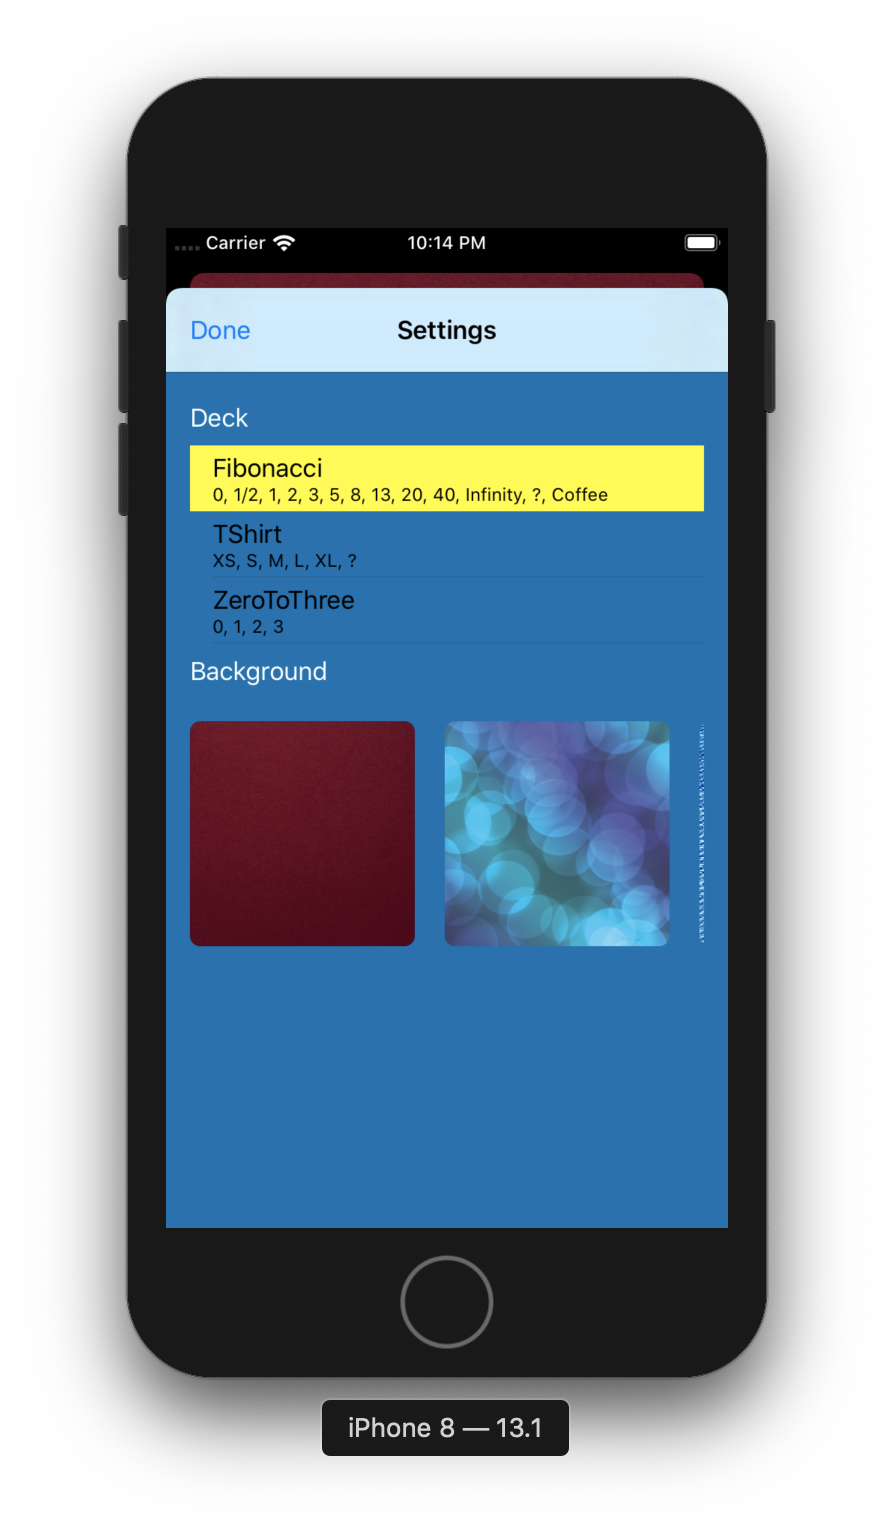 Carrier 10:14 PM
Done Settings
Deck
Fibonacci
0, 1/2, 1, 2, 3, 5, 8, 13, 20, 40, Infinity, ?, Coffee
TShirt
XS, S, M, L, XL, ?
ZeroToThree
0, 1, 2, 3
Background
iPhone 8 — 13.1